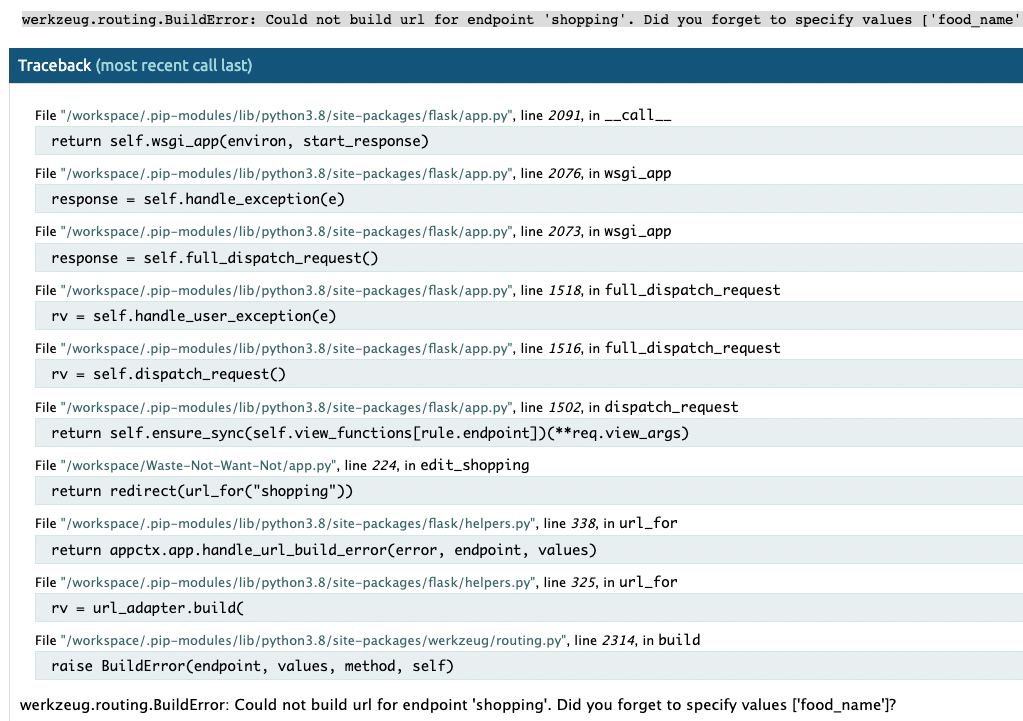 werkzeug.routing.BuildError: Could not build url for endpoint 'shopping'. Did you forget to specify values ['food_name'
Traceback (most recent call last)
File "/workspace/.pip-modules/lib/python3.8/site-packages/flask/app.py", line 2091, in __call__
return self.wsgi_app(environ, start_response)
File "/workspace/.pip-modules/lib/python3.8/site-packages/flask/app.py", line 2076, in wsgi_app
response = self.handle_exception(e)
File "/workspace/.pip-modules/lib/python3.8/site-packages/flask/app.py", line 2073, in wsgi_app
response = self.full_dispatch_request()
File "/workspace/.pip-modules/lib/python3.8/site-packages/flask/app.py", line 1518, in full_dispatch_request
rv = self.handle_user_exception(e)
File "/workspace/.pip-modules/lib/python3.8/site-packages/flask/app.py", line 1516, in full_dispatch_request
rv = self.dispatch_request()
File "/workspace/.pip-modules/lib/python3.8/site-packages/flask/app.py", line 1502, in dispatch_request
return self.ensure_sync(self.view_functions[rule.endpoint])(**req.view_args)
File "/workspace/Waste-Not-Want-Not/app.py", line 224, in edit_shopping
return redirect(url_for("shopping"))
File "/workspace/.pip-modules/lib/python3.8/site-packages/flask/helpers.py", line 338, in url_for
return appctx.app.handle_url_build_error(error, endpoint, values)
File "/workspace/.pip-modules/lib/python3.8/site-packages/flask/helpers.py", line 325, in url_for
rv = url_adapter.build(
File "/workspace/.pip-modules/lib/python3.8/site-packages/werkzeug/routing.py", line 2314, in build
raise BuildError(endpoint, values, method, self)
werkzeug.routing.BuildError: Could not build url for endpoint 'shopping'. Did you forget to specify values ['food_name']?